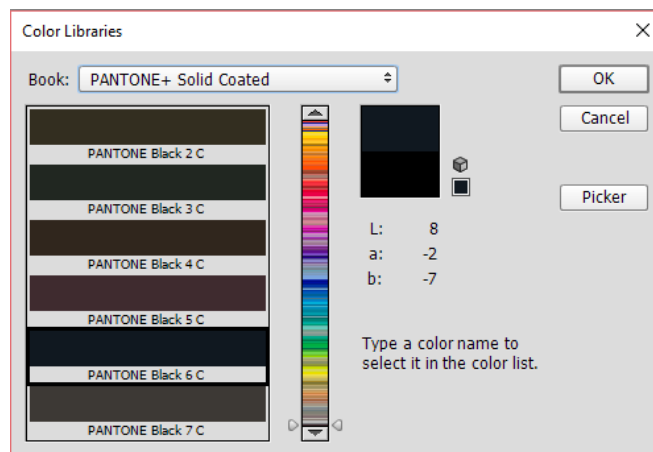 Color Libraries
Book: PANTONE+ Solid Coated
OK
Cancel
Picker
PANTONE Black 2 C
PANTONE Black 3 C
PANTONE Black 4 C
PANTONE Black 5 C
PANTONE Black 6 C
PANTONE Black 7 C
L: 8
a: -2
b: -7
Type a color name to
select it in the color list.